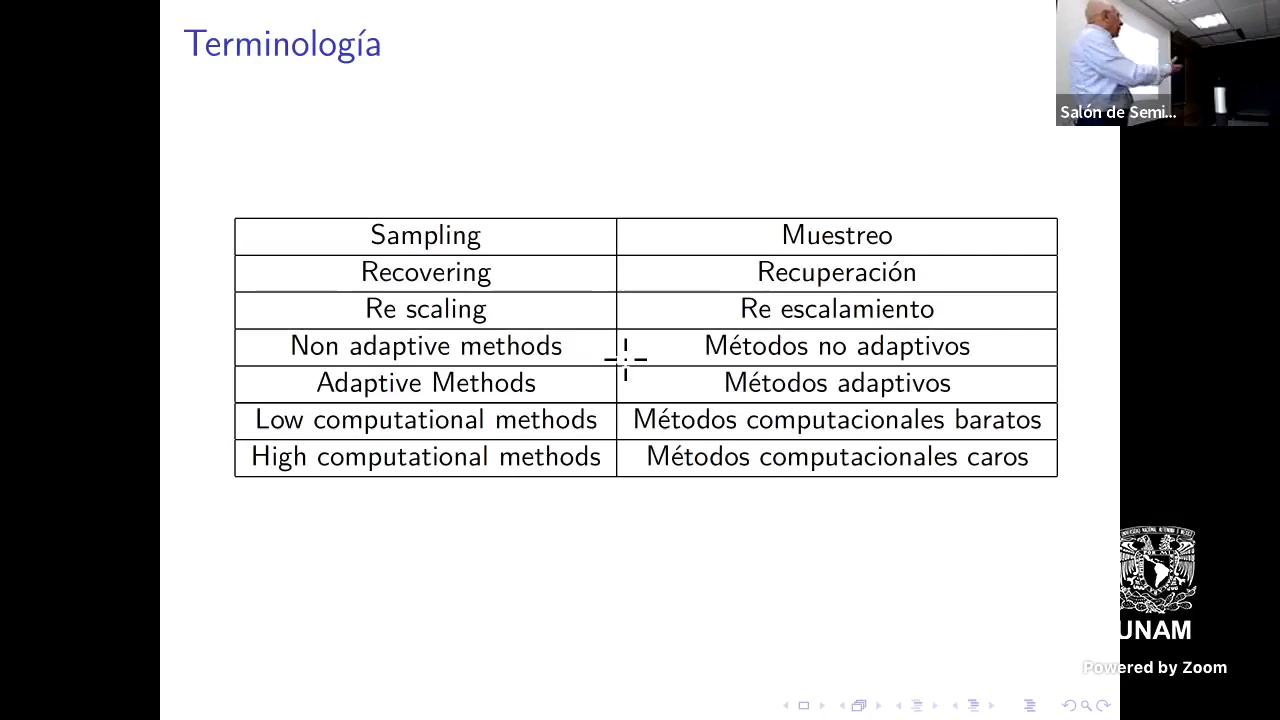 Terminología
Salón de Semi...
Sampling Muestreo
Recovering Recuperación
Re scaling Re escalamiento
Non adaptive methods Métodos no adaptivos
Adaptive Methods Métodos adaptivos
Low computational methods Métodos computacionales baratos
High computational methods Métodos computacionales caros
UNAM
Powered by Zoom